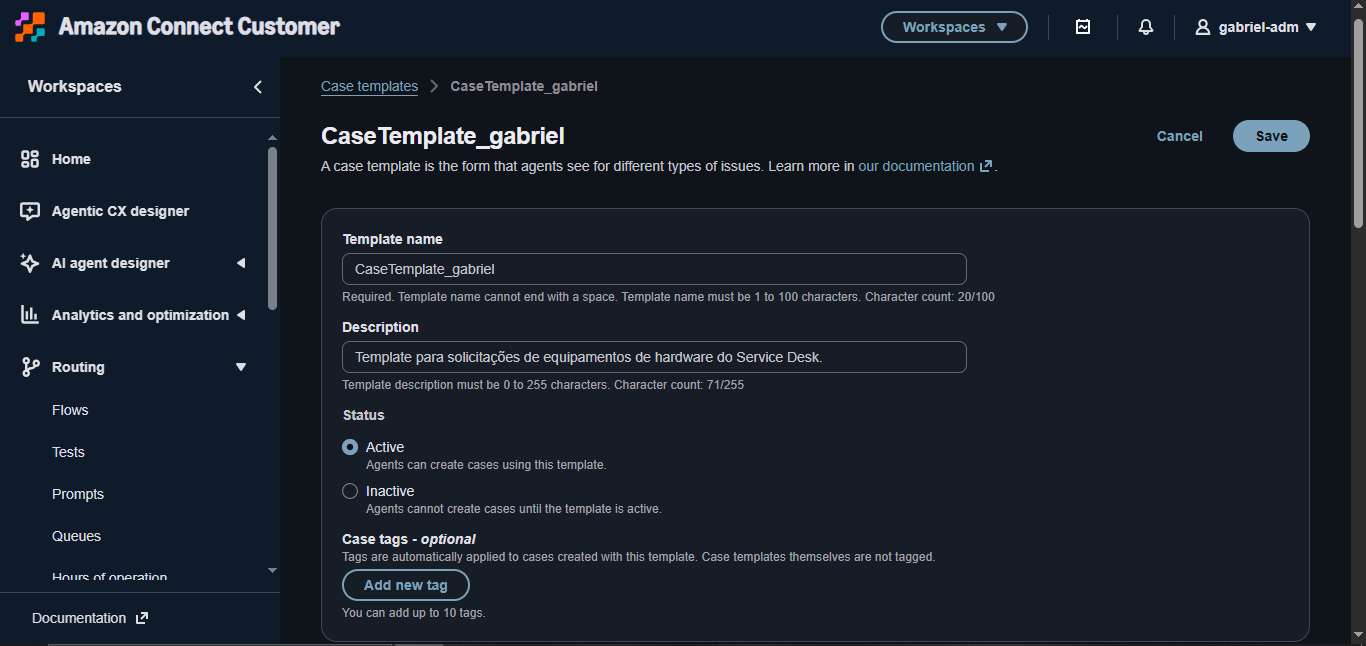 Amazon Connect Customer
Workspaces
gabriel-adm
Workspaces
Home
Agentic CX designer
AI agent designer
Analytics and optimization
Routing
Flows
Tests
Prompts
Queues
Hours of operation
Documentation
Case templates
CaseTemplate_gabriel
CaseTemplate_gabriel
Cancel
Save
A case template is the form that agents see for different types of issues. Learn more in our documentation.
Template name
CaseTemplate_gabriel
Required. Template name cannot end with a space. Template name must be 1 to 100 characters. Character count: 20/100
Description
Template para solicitações de equipamentos de hardware do Service Desk.
Template description must be 0 to 255 characters. Character count: 71/255
Status
Active
Agents can create cases using this template.
Inactive
Agents cannot create cases until the template is active.
Case tags - optional
Tags are automatically applied to cases created with this template. Case templates themselves are not tagged.
Add new tag
You can add up to 10 tags.